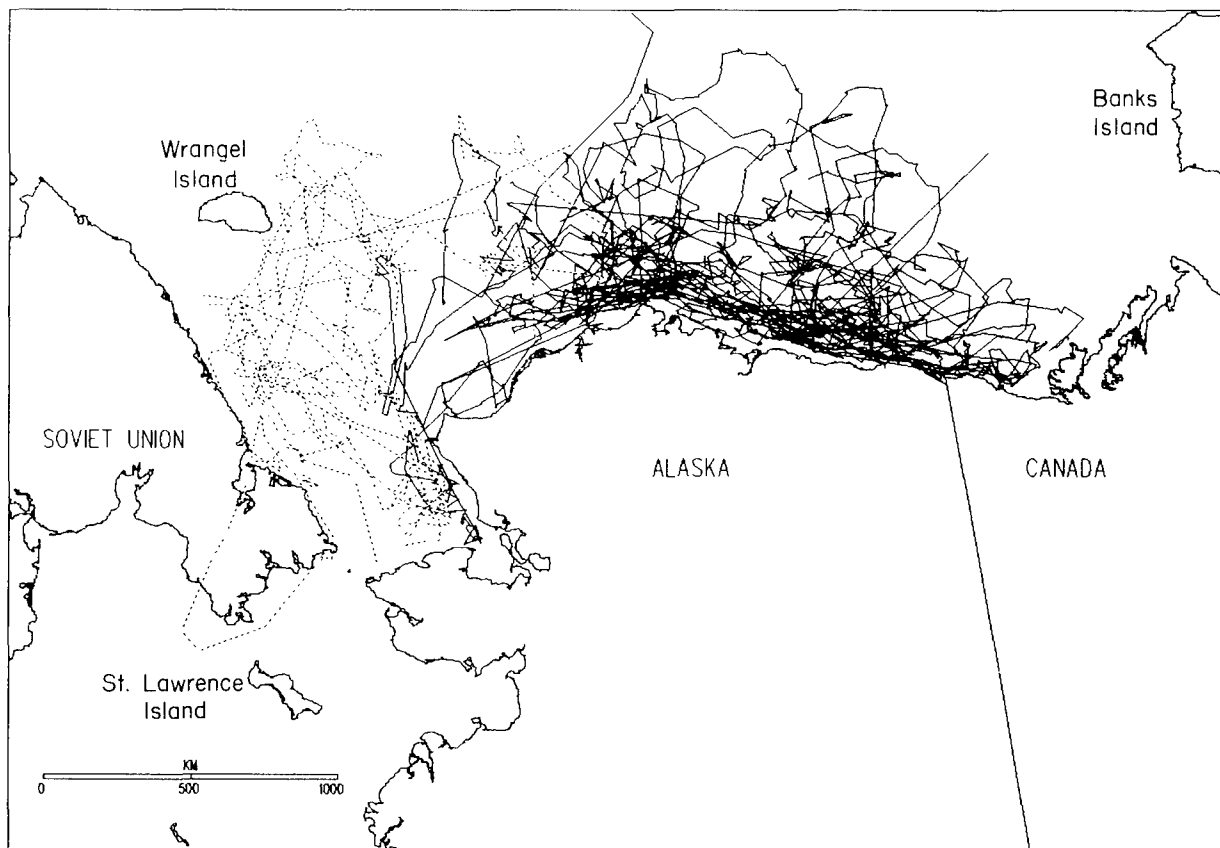 Banks
Island
Wrangel
Island
SOVIET UNION
ALASKA
CANADA
St. Lawrence
Island
KM
0 500 1000